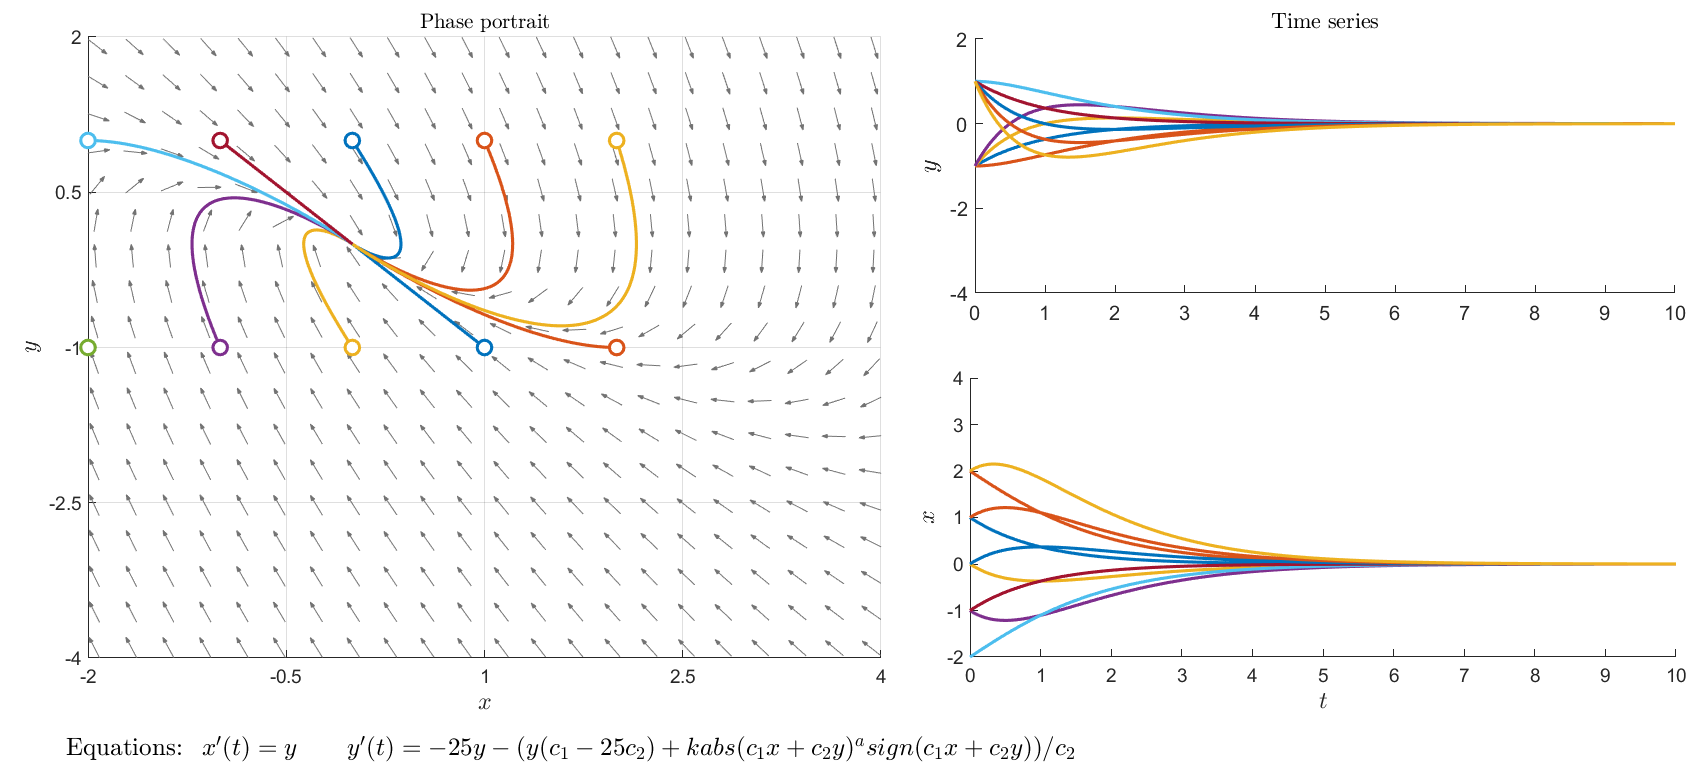 Phase portrait
2
0.5
-1
-2.5
-4
y
-2 -0.5 1 2.5 4
x
Time series
2
0
-2
-4
y
0 1 2 3 4 5 6 7 8 9 10
4
3
2
1
0
-1
-2
x
0 1 2 3 4 5 6 7 8 9 10
t
Equations: x′(t) = y y′(t) = −25y − (y(c₁ − 25c₂) + kabs(c₁x + c₂y)ᵃsign(c₁x + c₂y))/c₂